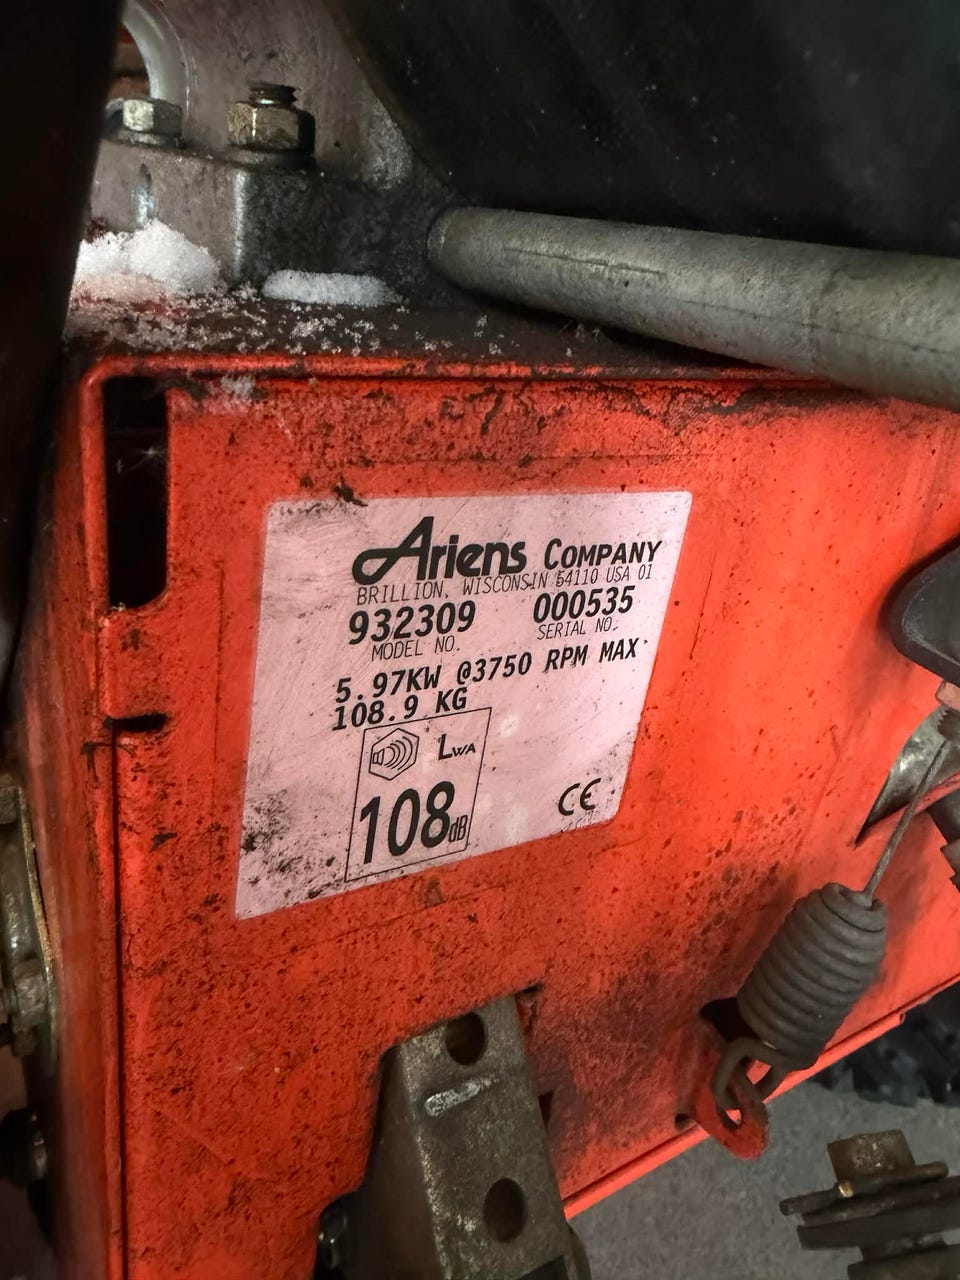 Ariens COMPANY
BRILLION, WISCONSIN 54110 USA 01
932309 000535
MODEL NO. SERIAL NO.
5.97KW @3750 RPM MAX
108.9 KG
LWA
108dB
CE